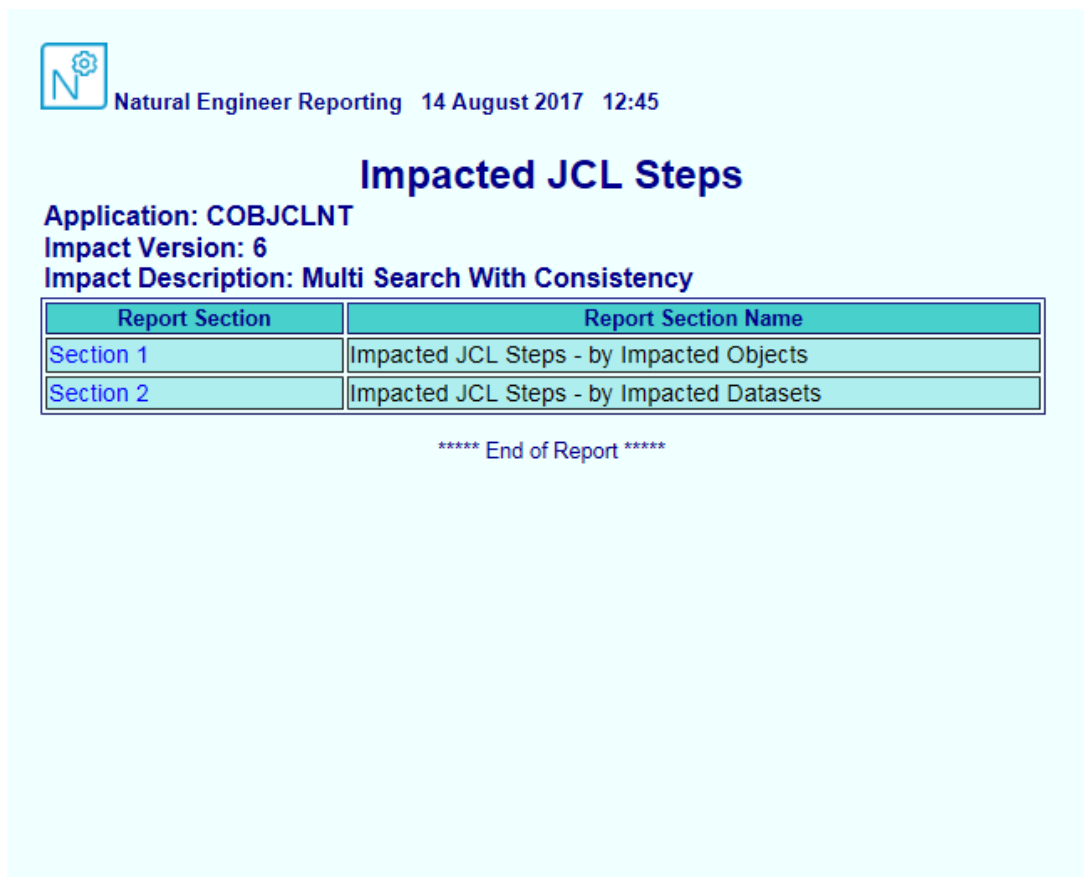 N
Natural Engineer Reporting 14 August 2017 12:45
Impacted JCL Steps
Application: COBJCLNT
Impact Version: 6
Impact Description: Multi Search With Consistency
Report Section Report Section Name
Section 1 Impacted JCL Steps - by Impacted Objects
Section 2 Impacted JCL Steps - by Impacted Datasets
***** End of Report *****